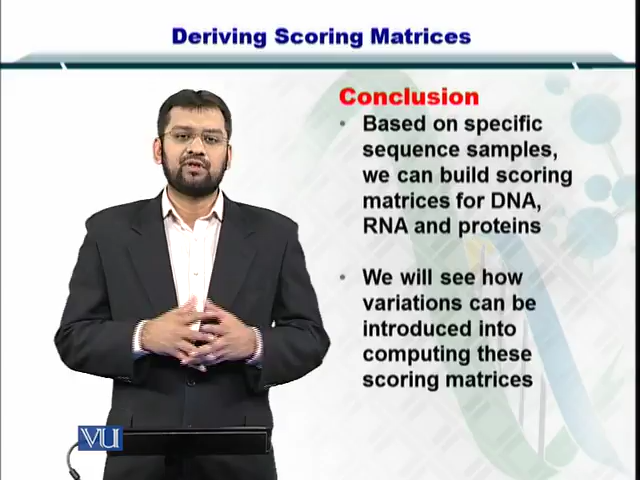 Deriving Scoring Matrices
Conclusion
• Based on specific
sequence samples,
we can build scoring
matrices for DNA,
RNA and proteins
• We will see how
variations can be
introduced into
computing these
scoring matrices
VU